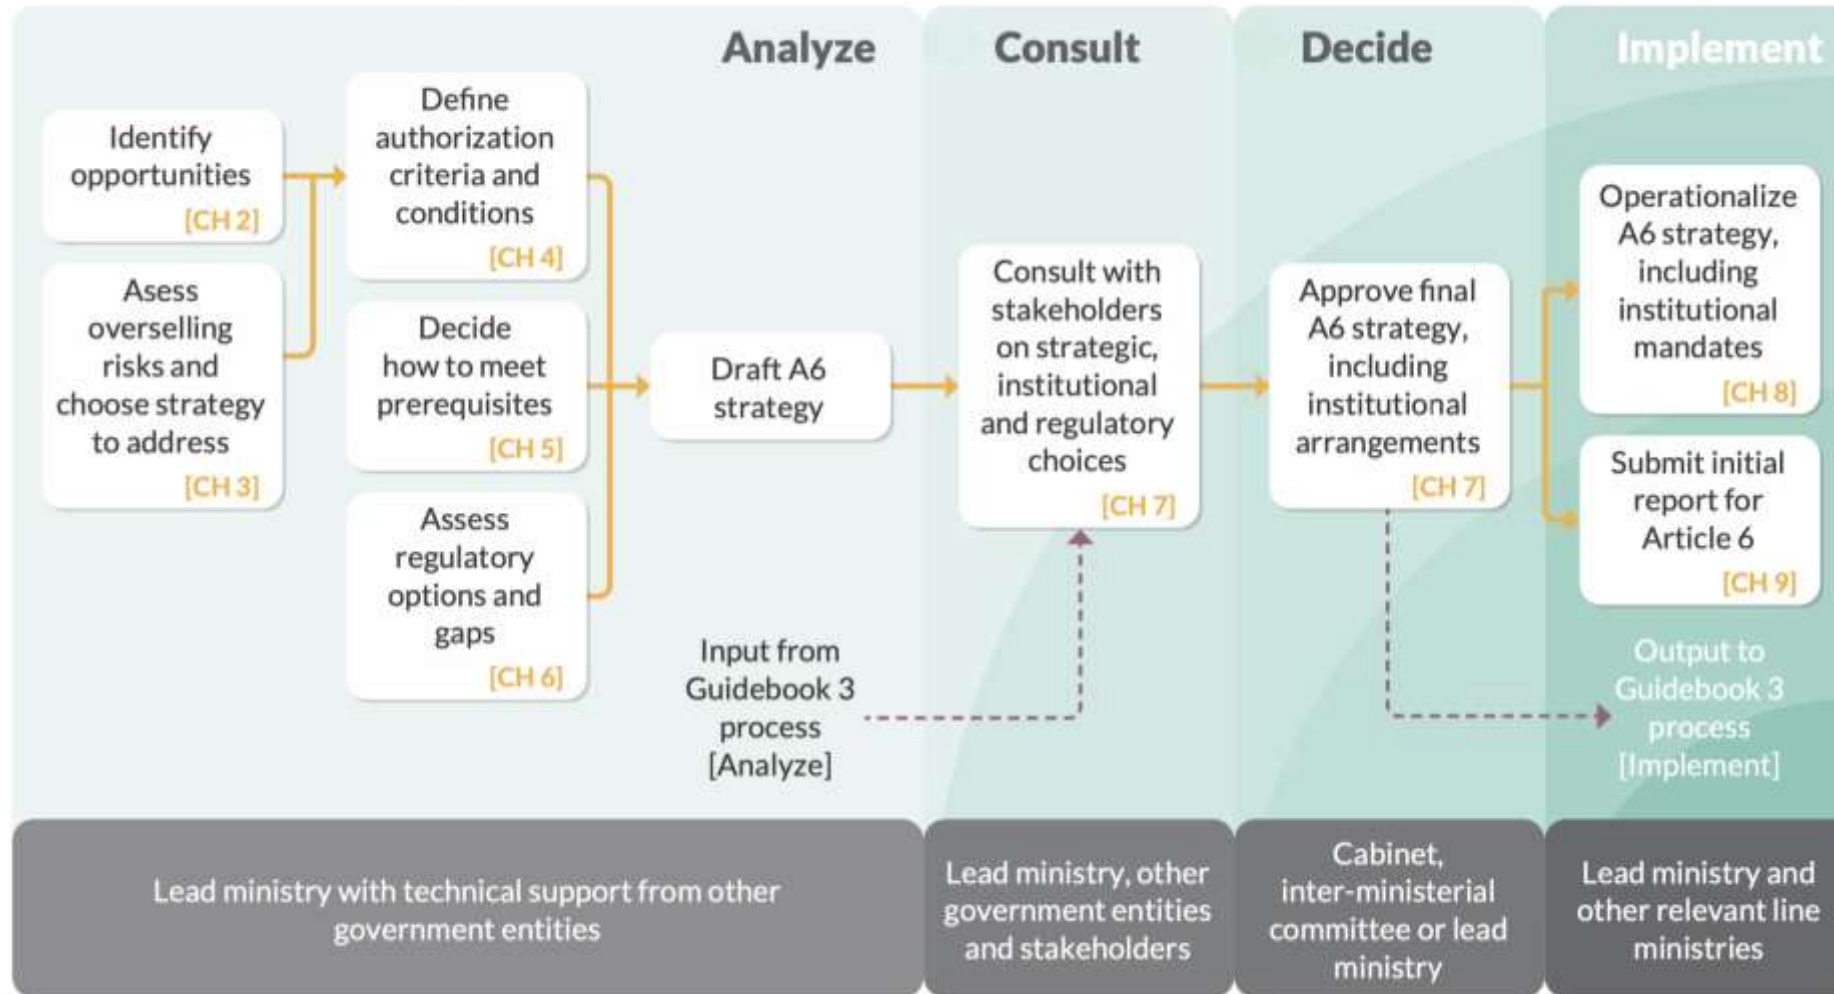 Analyze
Consult
Decide
Implement
Identify
opportunities
[CH 2]
Asess
overselling
risks and
choose strategy
to address
[CH 3]
Define
authorization
criteria and
conditions
[CH 4]
Decide
how to meet
prerequisites
[CH 5]
Assess
regulatory
options and
gaps
[CH 6]
Draft A6
strategy
Input from
Guidebook 3
process
[Analyze]
Consult with
stakeholders
on strategic,
institutional
and regulatory
choices
[CH 7]
Approve final
A6 strategy,
including
institutional
arrangements
[CH 7]
Operationalize
A6 strategy,
including
institutional
mandates
[CH 8]
Submit initial
report for
Article 6
[CH 9]
Output to
Guidebook 3
process
[Implement]
Lead ministry with technical support from other
government entities
Lead ministry, other
government entities
and stakeholders
Cabinet,
inter-ministerial
committee or lead
ministry
Lead ministry and
other relevant line
ministries